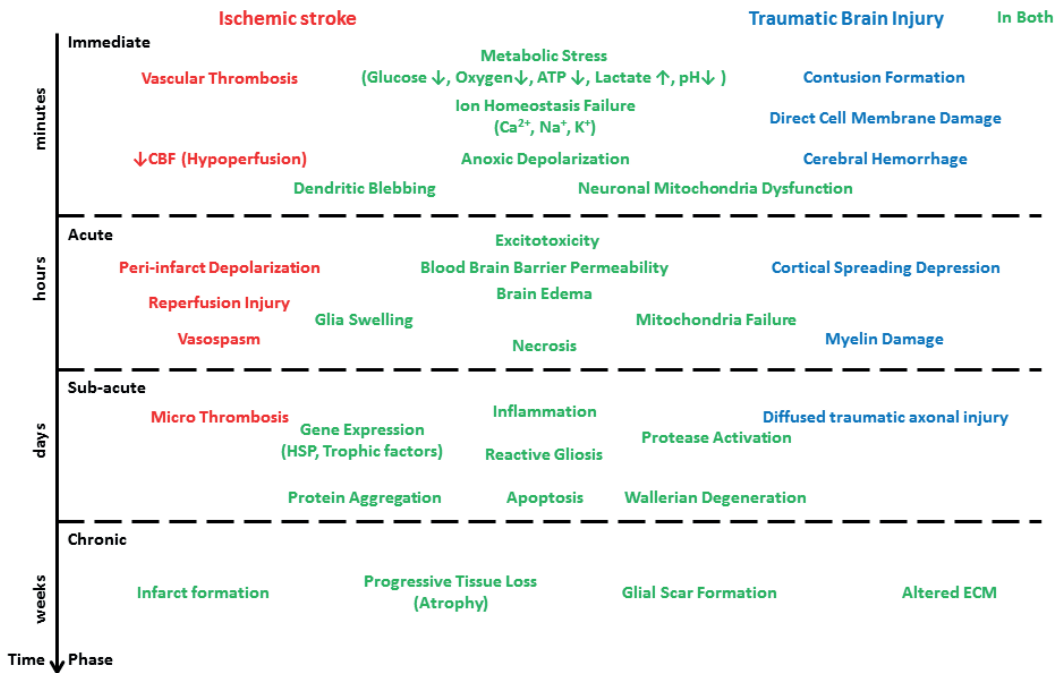 Ischemic stroke
Traumatic Brain Injury
In Both
Immediate
minutes
Metabolic Stress
(Glucose ↓, Oxygen↓, ATP ↓, Lactate ↑, pH↓ )
Vascular Thrombosis
Contusion Formation
Ion Homeostasis Failure
(Ca²⁺, Na⁺, K⁺)
Direct Cell Membrane Damage
↓CBF (Hypoperfusion)
Anoxic Depolarization
Cerebral Hemorrhage
Dendritic Blebbing
Neuronal Mitochondria Dysfunction
Acute
hours
Excitotoxicity
Peri-infarct Depolarization
Blood Brain Barrier Permeability
Cortical Spreading Depression
Brain Edema
Reperfusion Injury
Glia Swelling
Mitochondria Failure
Vasospasm
Necrosis
Myelin Damage
Sub-acute
days
Micro Thrombosis
Inflammation
Diffused traumatic axonal injury
Gene Expression
(HSP, Trophic factors)
Reactive Gliosis
Protease Activation
Protein Aggregation
Apoptosis
Wallerian Degeneration
Chronic
weeks
Infarct formation
Progressive Tissue Loss
(Atrophy)
Glial Scar Formation
Altered ECM
Time
Phase